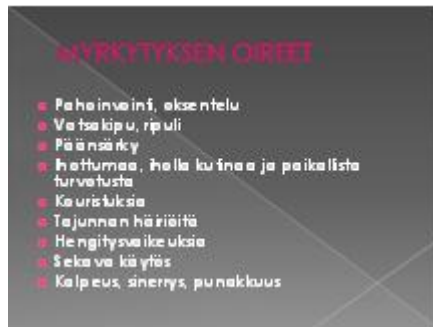 MYRKYTYKSEN OIREET
Pahoinvointi, oksentelu
Vatsakipu, ripuli
Päänsärky
Ihottumaa, iholla kutinaa ja paikallista
turvotusta
Kouristuksia
Tajunnan häiriöitä
Hengitysvaikeuksia
Sekava käytös
Kalpeus, sinerrys, punakkuus